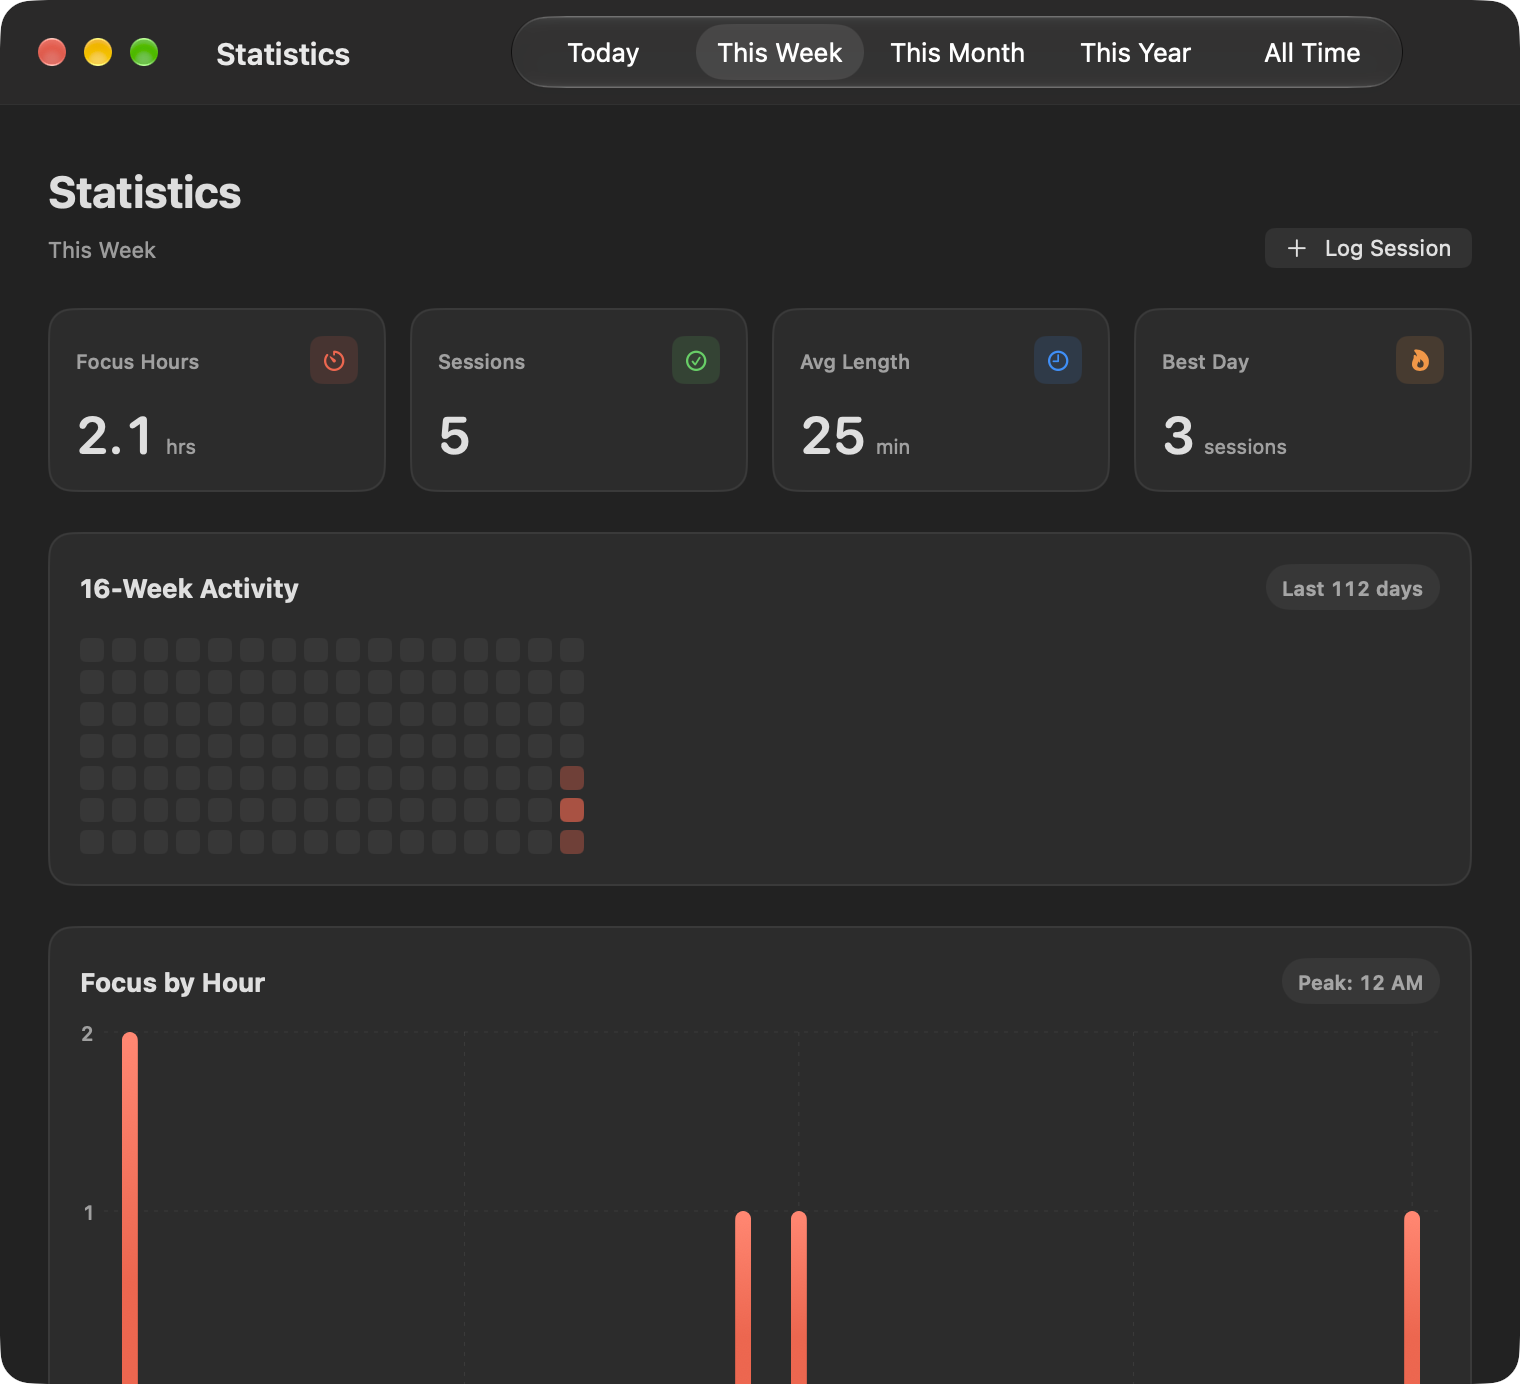 Statistics
Today
This Week
This Month
This Year
All Time
Statistics
This Week
Log Session
Focus Hours
2.1 hrs
Sessions
5
Avg Length
25 min
Best Day
3 sessions
16-Week Activity
Last 112 days
Focus by Hour
Peak: 12 AM
2
1